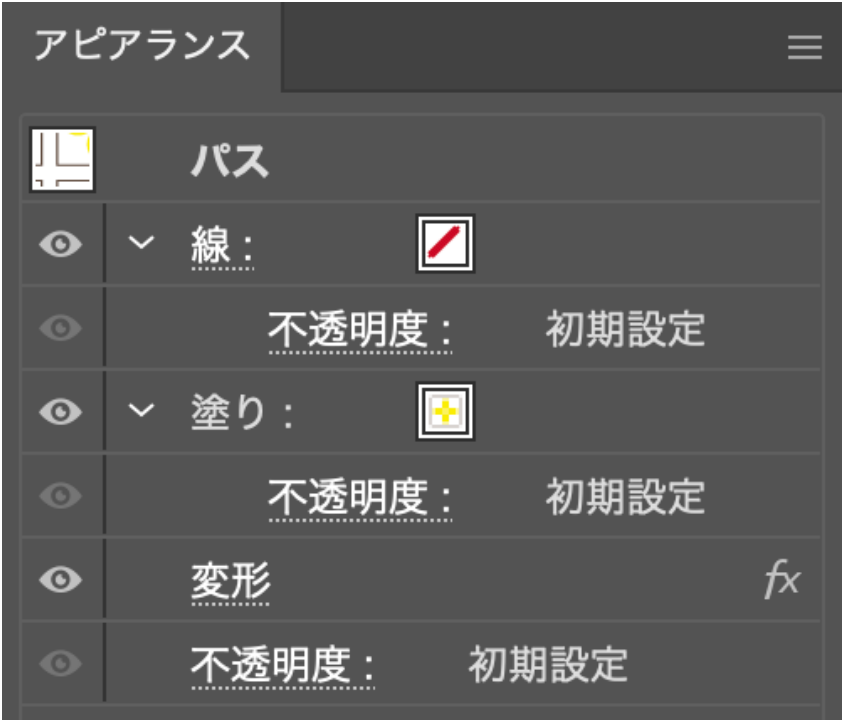 アピアランス
パス
線：
不透明度： 初期設定
塗り：
不透明度： 初期設定
変形 fx
不透明度： 初期設定